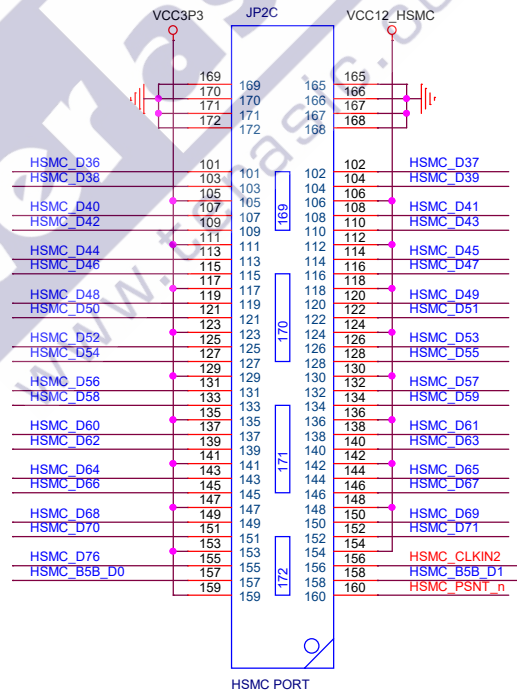 VCC3P3 JP2C VCC12_HSMC
169 169 165 165
170 170 166 166
171 171 167 167
172 172 168 168
HSMC_D36 101 101 102 102 HSMC_D37
HSMC_D38 103 103 104 104 HSMC_D39
105 105 106 106
HSMC_D40 107 107 108 108 HSMC_D41
HSMC_D42 109 109 110 110 HSMC_D43
111 111 112 112
HSMC_D44 113 113 114 114 HSMC_D45
HSMC_D46 115 115 116 116 HSMC_D47
117 117 118 118
HSMC_D48 119 119 120 120 HSMC_D49
HSMC_D50 121 121 122 122 HSMC_D51
123 123 124 124
HSMC_D52 125 125 126 126 HSMC_D53
HSMC_D54 127 127 128 128 HSMC_D55
129 129 130 130
HSMC_D56 131 131 132 132 HSMC_D57
HSMC_D58 133 133 134 134 HSMC_D59
135 135 136 136
HSMC_D60 137 137 138 138 HSMC_D61
HSMC_D62 139 139 140 140 HSMC_D63
141 141 142 142
HSMC_D64 143 143 144 144 HSMC_D65
HSMC_D66 145 145 146 146 HSMC_D67
147 147 148 148
HSMC_D68 149 149 150 150 HSMC_D69
HSMC_D70 151 151 152 152 HSMC_D71
153 153 154 154
HSMC_D76 155 155 156 156 HSMC_CLKIN2
HSMC_B5B_D0 157 157 158 158 HSMC_B5B_D1
159 159 160 160 HSMC_PSNT_n
169
170
171
172
HSMC PORT
www.terasic.